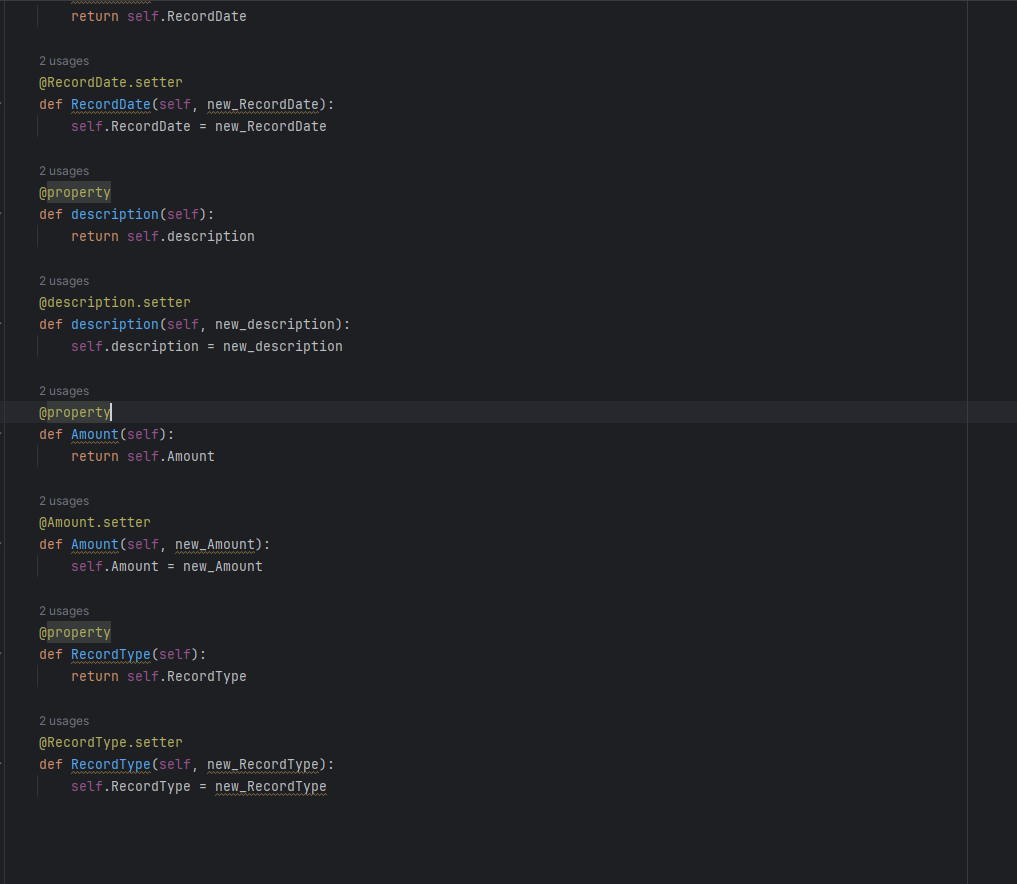 return self.RecordDate
2 usages
@RecordDate.setter
def RecordDate(self, new_RecordDate):
self.RecordDate = new_RecordDate
2 usages
@property
def description(self):
return self.description
2 usages
@description.setter
def description(self, new_description):
self.description = new_description
2 usages
@property
def Amount(self):
return self.Amount
2 usages
@Amount.setter
def Amount(self, new_Amount):
self.Amount = new_Amount
2 usages
@property
def RecordType(self):
return self.RecordType
2 usages
@RecordType.setter
def RecordType(self, new_RecordType):
self.RecordType = new_RecordType